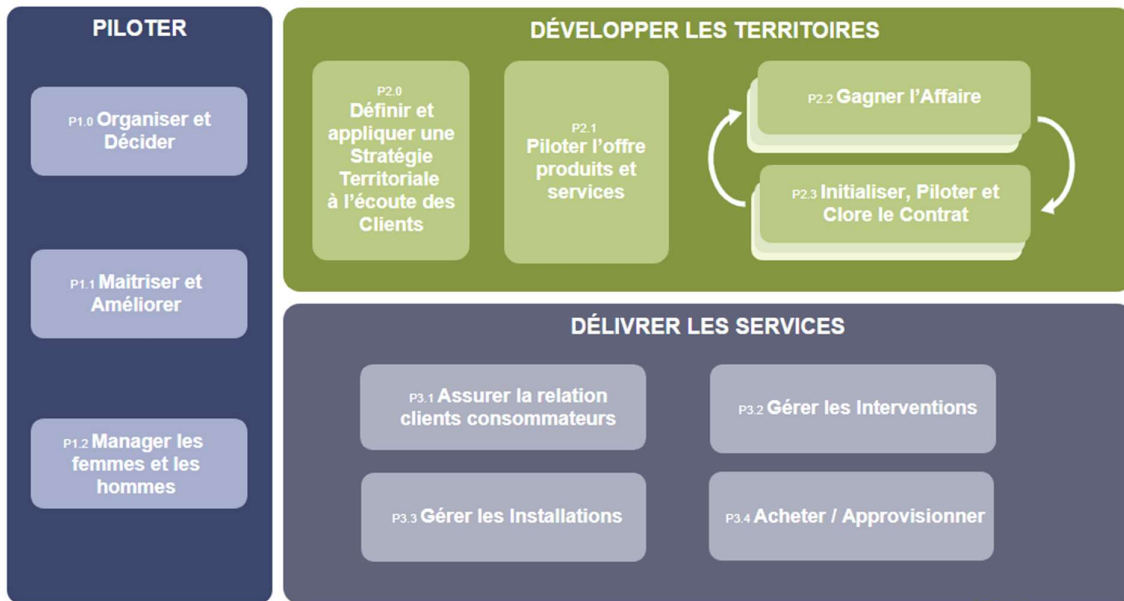 PILOTER
P1.0 Organiser et
Décider
P1.1 Maitriser et
Améliorer
P1.2 Manager les
femmes et les
hommes
DÉVELOPPER LES TERRITOIRES
P2.0
Définir et
appliquer une
Stratégie
Territoriale
à l’écoute des
Clients
P2.1
Piloter l’offre
produits et
services
P2.2 Gagner l’Affaire
P2.3 Initialiser, Piloter et
Clore le Contrat
DÉLIVRER LES SERVICES
P3.1 Assurer la relation
clients consommateurs
P3.2 Gérer les Interventions
P3.3 Gérer les Installations
P3.4 Acheter / Approvisionner